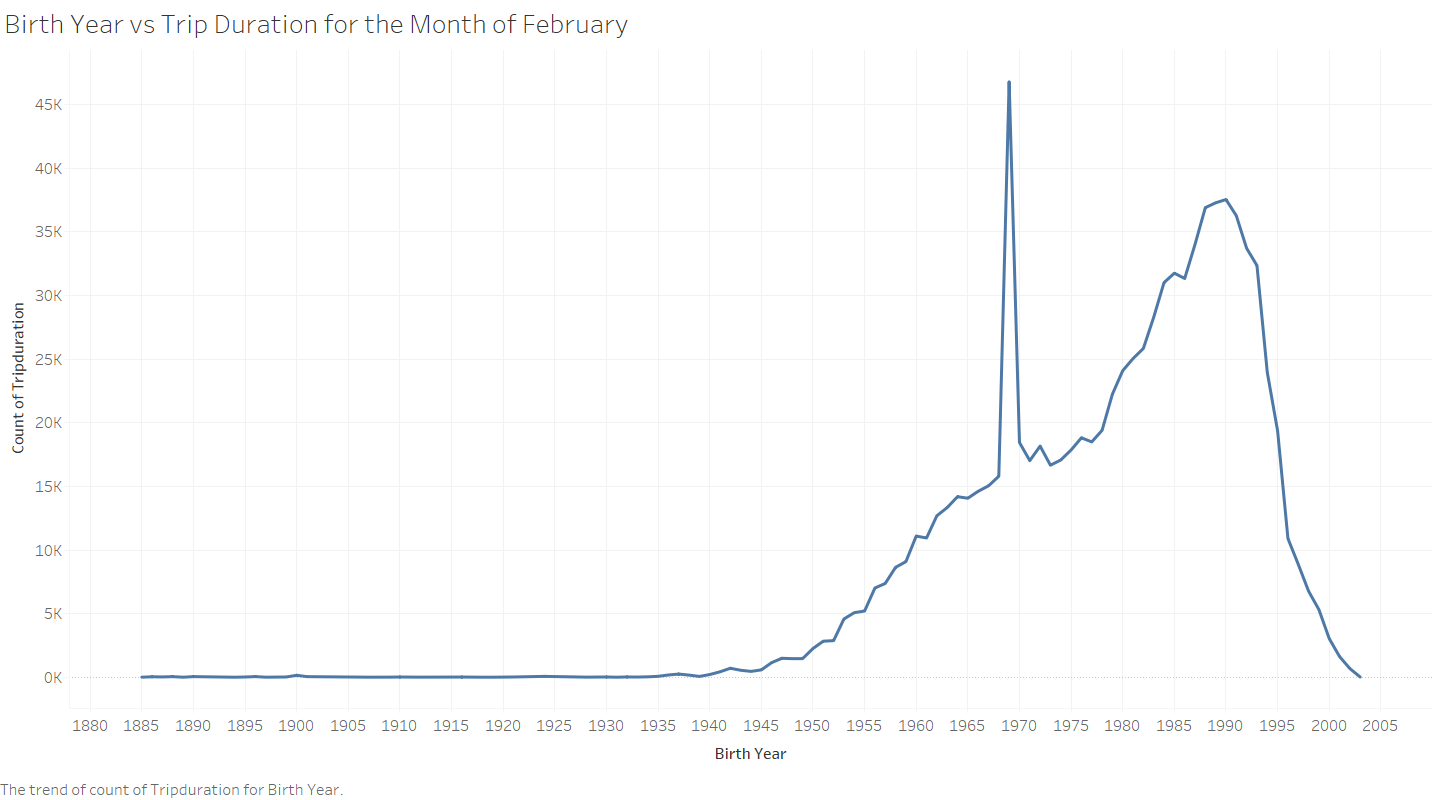 Birth Year vs Trip Duration for the Month of February
45K
40K
35K
30K
25K
20K
15K
10K
5K
0K
Count of Tripduration
1880 1885 1890 1895 1900 1905 1910 1915 1920 1925 1930 1935 1940 1945 1950 1955 1960 1965 1970 1975 1980 1985 1990 1995 2000 2005
Birth Year
The trend of count of Tripduration for Birth Year.